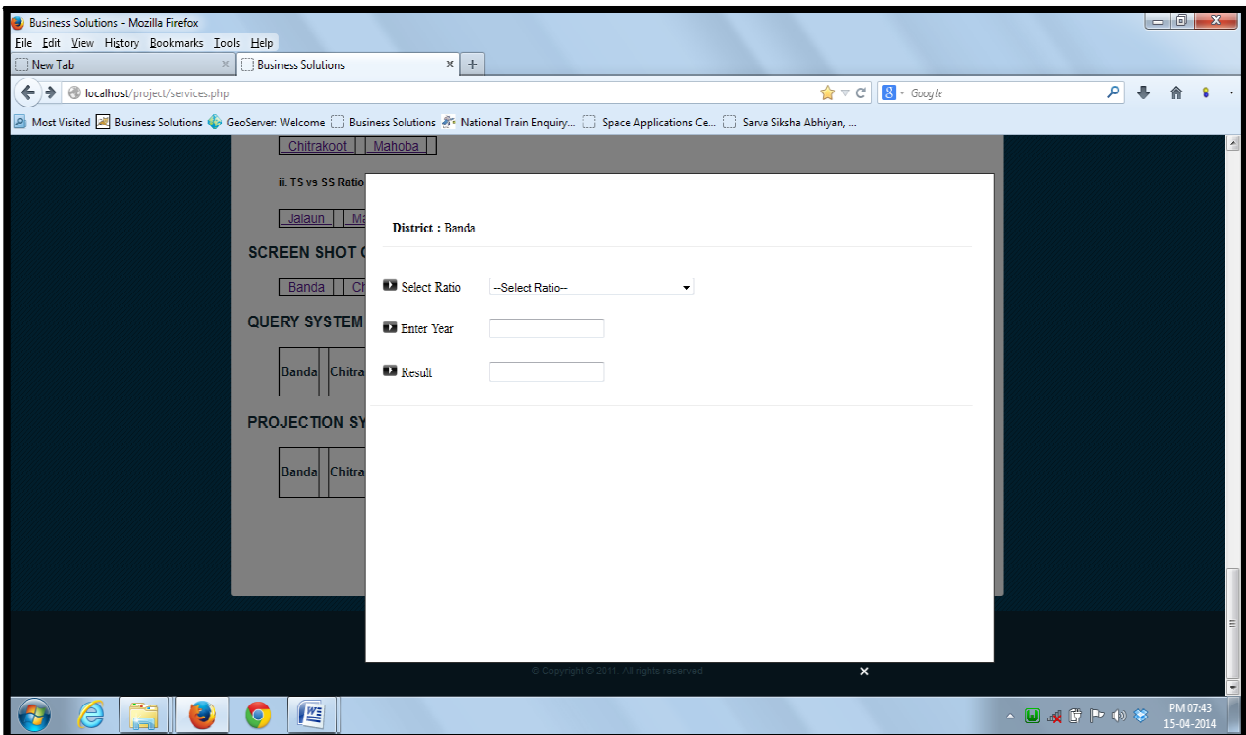 Business Solutions - Mozilla Firefox
File Edit View History Bookmarks Tools Help
New Tab × Business Solutions × +
localhost/project/services.php
8 - Google
Most Visited Business Solutions GeoServer: Welcome Business Solutions National Train Enquiry... Space Applications Ce... Sarva Siksha Abhiyan, ...
Chitrakoot Mahoba
ii. TS vs SS Ratio
Jalaun Ma
SCREEN SHOT
Banda Ch
QUERY SYSTEM
Banda Chitra
PROJECTION SY
Banda Chitra
District : Banda
Select Ratio --Select Ratio--
Enter Year
Result
© Copyright © 2011. All rights reserved
×
PM 07:43
15-04-2014